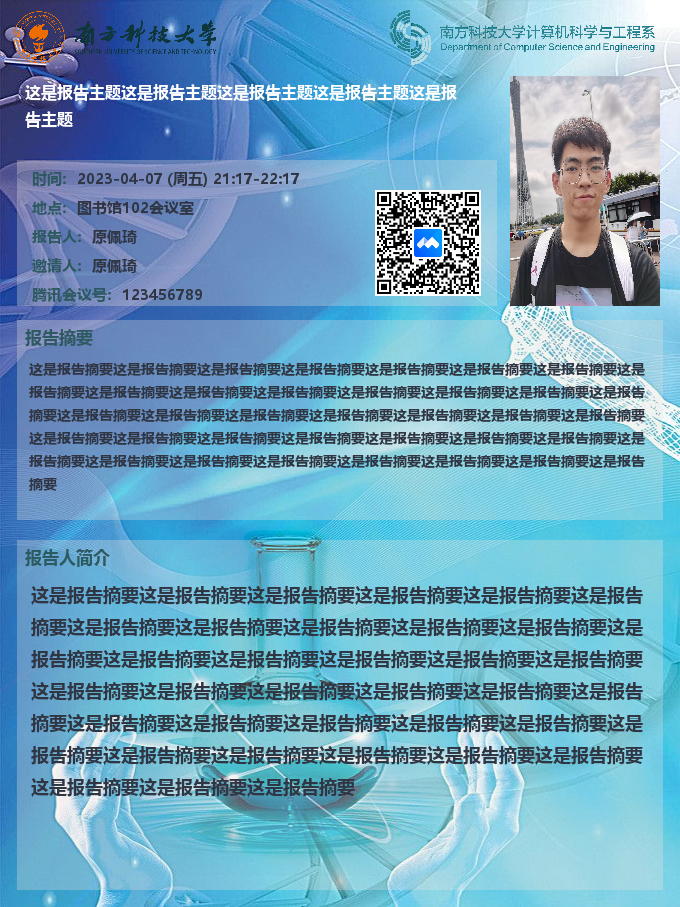 南方科技大学
SOUTHERN UNIVERSITY OF SCIENCE AND TECHNOLOGY
南方科技大学计算机科学与工程系
Department of Computer Science and Engineering
这是报告主题这是报告主题这是报告主题这是报告主题这是报
告主题
时间：2023-04-07 (周五) 21:17-22:17
地点：图书馆102会议室
报告人：原佩琦
邀请人：原佩琦
腾讯会议号：123456789
报告摘要
这是报告摘要这是报告摘要这是报告摘要这是报告摘要这是报告摘要这是报告摘要这是报告摘要这是
报告摘要这是报告摘要这是报告摘要这是报告摘要这是报告摘要这是报告摘要这是报告摘要这是报告
摘要这是报告摘要这是报告摘要这是报告摘要这是报告摘要这是报告摘要这是报告摘要这是报告摘要
这是报告摘要这是报告摘要这是报告摘要这是报告摘要这是报告摘要这是报告摘要这是报告摘要这是
报告摘要这是报告摘要这是报告摘要这是报告摘要这是报告摘要这是报告摘要这是报告摘要这是报告
摘要
报告人简介
这是报告摘要这是报告摘要这是报告摘要这是报告摘要这是报告摘要这是报告
摘要这是报告摘要这是报告摘要这是报告摘要这是报告摘要这是报告摘要这是
报告摘要这是报告摘要这是报告摘要这是报告摘要这是报告摘要这是报告摘要
这是报告摘要这是报告摘要这是报告摘要这是报告摘要这是报告摘要这是报告
摘要这是报告摘要这是报告摘要这是报告摘要这是报告摘要这是报告摘要这是
报告摘要这是报告摘要这是报告摘要这是报告摘要这是报告摘要这是报告摘要
这是报告摘要这是报告摘要这是报告摘要